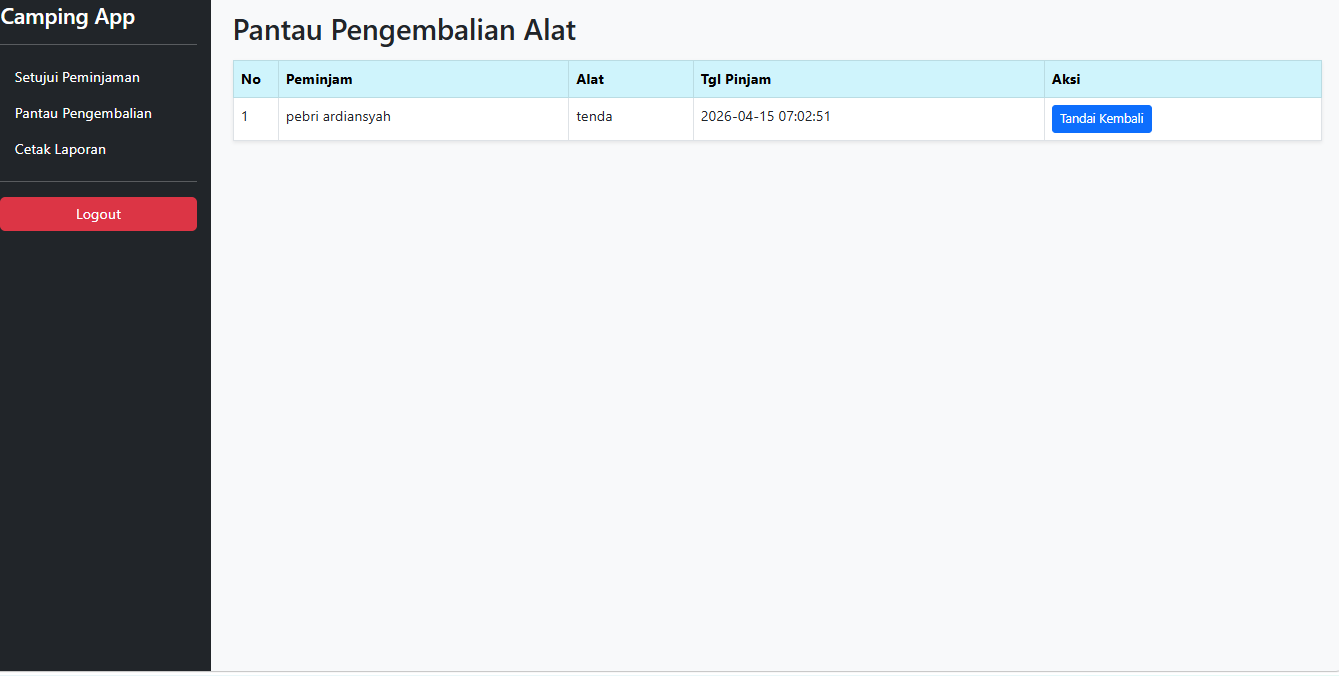 Camping App
Setujui Peminjaman
Pantau Pengembalian
Cetak Laporan
Logout
Pantau Pengembalian Alat
No Peminjam Alat Tgl Pinjam Aksi
1 pebri ardiansyah tenda 2026-04-15 07:02:51 Tandai Kembali